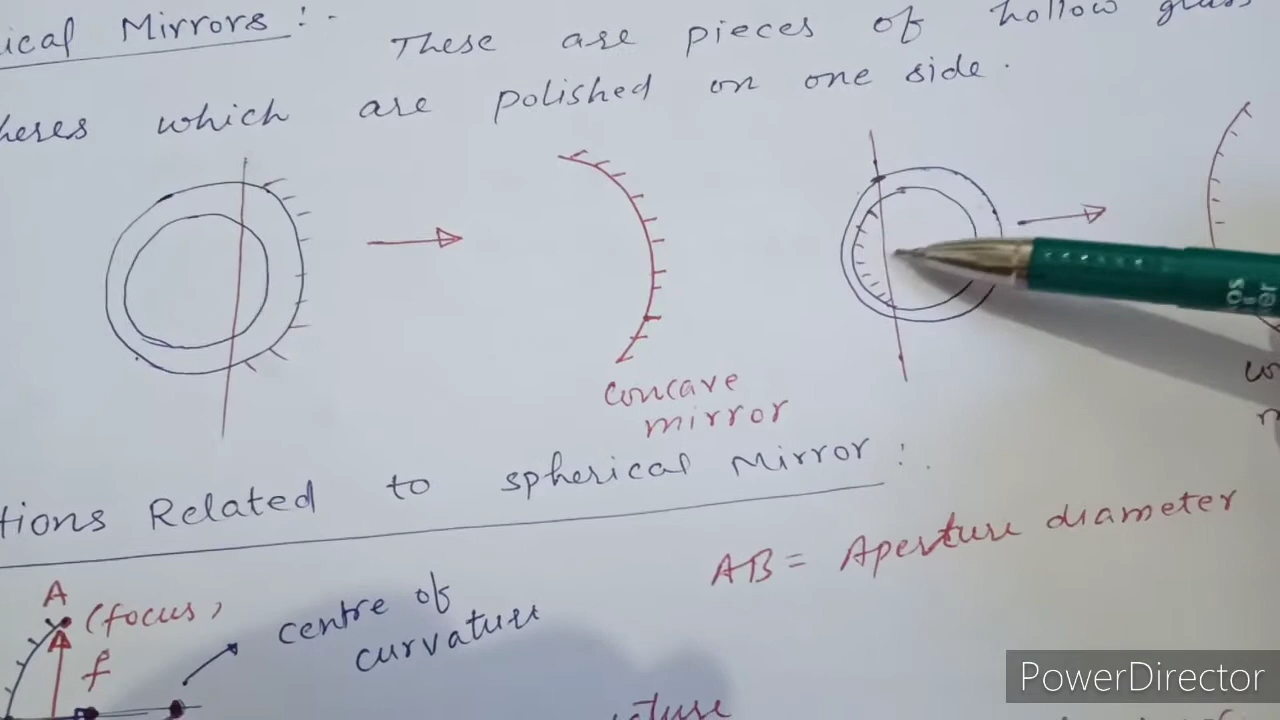 ical Mirrors :-
These are pieces of hollow glass
heres which are polished on one side.
concave
mirror
tions Related to spherical Mirror :.
AB = Aperture diameter
A
(focus,
f
centre of
curvature
PowerDirector